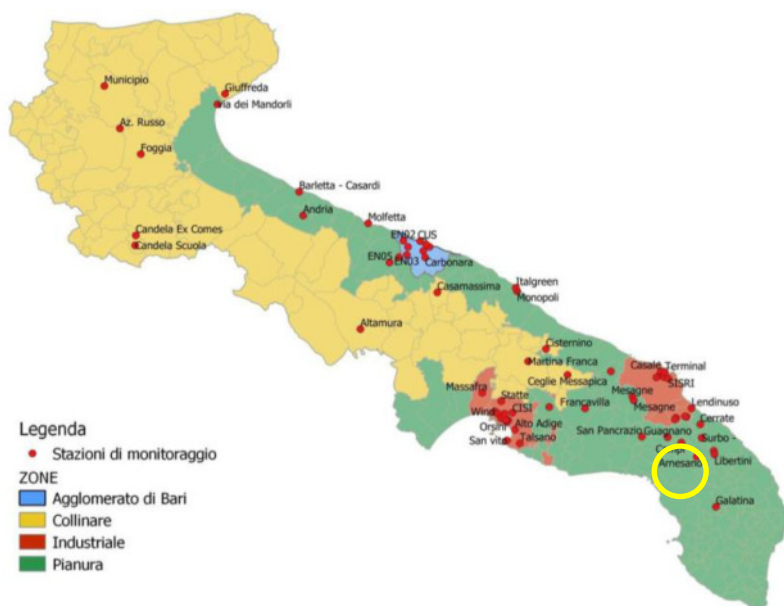 Municipio
Giuffreda
Via dei Mandorli
Az. Russo
Foggia
Barletta - Casardi
Andria
Molfetta
Candela Ex Comes
Candela Scuola
EN02 CUS
EN05 EN03 Carbonara
Casamassima
Italgreen
Monopoli
Altamura
Cisternino
Martina Franca
Casale Terminal
Ceglie Messapica
SISRI
Massafra
Statte
Mesagne
Mesagne
Lendinuso
Francavilla
Wind
CISI
Orsini
Alto Adige
Cerrate
San vito
Talsano
San Pancrazio
Guagnano
Surbo -
Campi
Arnesano
Libertini
Galatina
Legenda
Stazioni di monitoraggio
ZONE
Agglomerato di Bari
Collinare
Industriale
Pianura